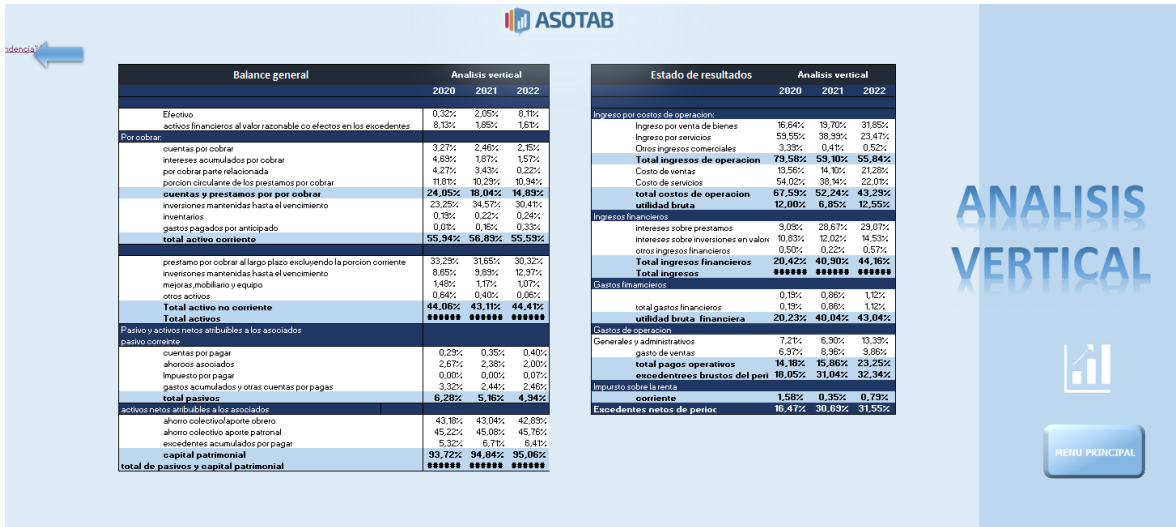 ASOTAB
ndencia"
Balance general Analisis vertical
2020 2021 2022
Efectivo 0,32% 2,05% 8,11%
activos financieros al valor razonable co efectos en los excedentes 8,13% 1,85% 1,61%
Por cobrar:
cuentas por cobrar 3,27% 2,46% 2,15%
intereses acumulados por cobrar 4,69% 1,87% 1,57%
por cobrar parte relacionada 4,27% 3,43% 0,22%
porcion circulante de los prestamos por cobrar 11,81% 10,29% 10,94%
cuentas y prestamos por por cobrar 24,05% 18,04% 14,89%
inversiones mantenidas hasta el vencimiento 23,25% 34,57% 30,41%
inventarios 0,19% 0,22% 0,24%
gastos pagados por anticipado 0,01% 0,16% 0,33%
total activo corriente 55,94% 56,89% 55,59%
prestamo por cobrar al largo plazo excluyendo la porcion corriente 33,29% 31,65% 30,32%
inverisones mantenidas hasta el vencimiento 8,65% 9,89% 12,97%
mejoras,mobiliario y equipo 1,48% 1,17% 1,07%
otros activos 0,64% 0,40% 0,06%
Total activo no corriente 44,06% 43,11% 44,41%
Total activos ###### ###### ######
Pasivo y activos netos atribuibles a los asociados
pasivo correinte
cuentas por pagar 0,29% 0,35% 0,40%
ahoroos asociados 2,67% 2,38% 2,00%
Impuesto por pagar 0,00% 0,00% 0,07%
gastos acumulados y otras cuentas por pagas 3,32% 2,44% 2,46%
total pasivos 6,28% 5,16% 4,94%
activos netos atribuibles a los asociados
ahorro colectivo/aporte obrero 43,18% 43,04% 42,89%
ahorro colectivo aporte patronal 45,22% 45,08% 45,76%
excedentes acumulados por pagar 5,32% 6,71% 6,41%
capital patrimonial 93,72% 94,84% 95,06%
total de pasivos y capital patrimonial ###### ###### ######
Estado de resultados Analisis vertical
2020 2021 2022
Ingreso por costos de operacion:
Ingreso por venta de bienes 16,64% 19,70% 31,85%
Ingreso por servicios 59,55% 38,99% 23,47%
Otros ingresos comerciales 3,39% 0,41% 0,52%
Total ingresos de operacion 79,58% 59,10% 55,84%
Costo de ventas 13,56% 14,10% 21,28%
Costo de servicios 54,02% 38,14% 22,01%
total costos de operacion 67,59% 52,24% 43,29%
utilidad bruta 12,00% 6,85% 12,55%
Ingresos financieros
intereses sobre prestamos 9,09% 28,67% 29,07%
intereses sobre inversiones en valore 10,83% 12,02% 14,53%
otros ingresos financieros 0,50% 0,22% 0,57%
Total ingresos financieros 20,42% 40,90% 44,16%
Total ingresos ###### ###### ######
Gastos fimamcieros
0,19% 0,86% 1,12%
total gastos financieros 0,19% 0,86% 1,12%
utilidad bruta financiera 20,23% 40,04% 43,04%
Gastos de operacion
Generales y administrativos 7,21% 6,90% 13,39%
gasto de ventas 6,97% 8,96% 9,86%
total pagos operativos 14,18% 15,86% 23,25%
excedentrees brustos del peri 18,05% 31,04% 32,34%
Impursto sobre la renta
corriente 1,58% 0,35% 0,79%
Excedentes netos de perioc 16,47% 30,69% 31,55%
ANALISIS
VERTICAL
MENU PRINCIPAL